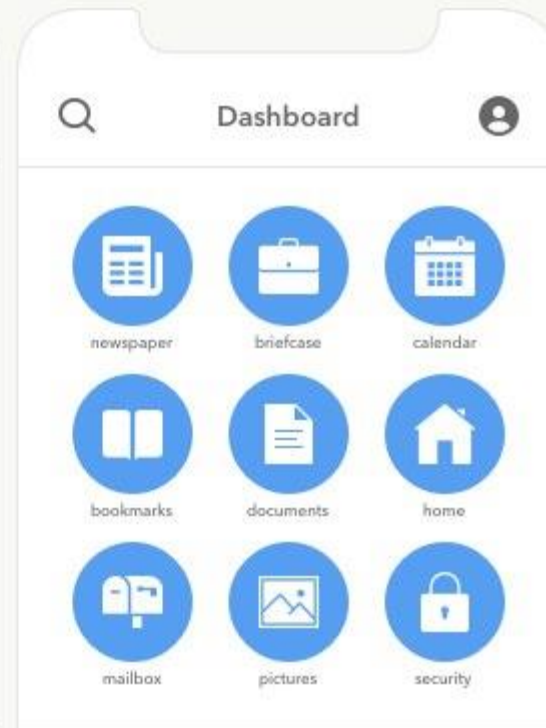 Dashboard
newspaper briefcase calendar
bookmarks documents home
mailbox pictures security